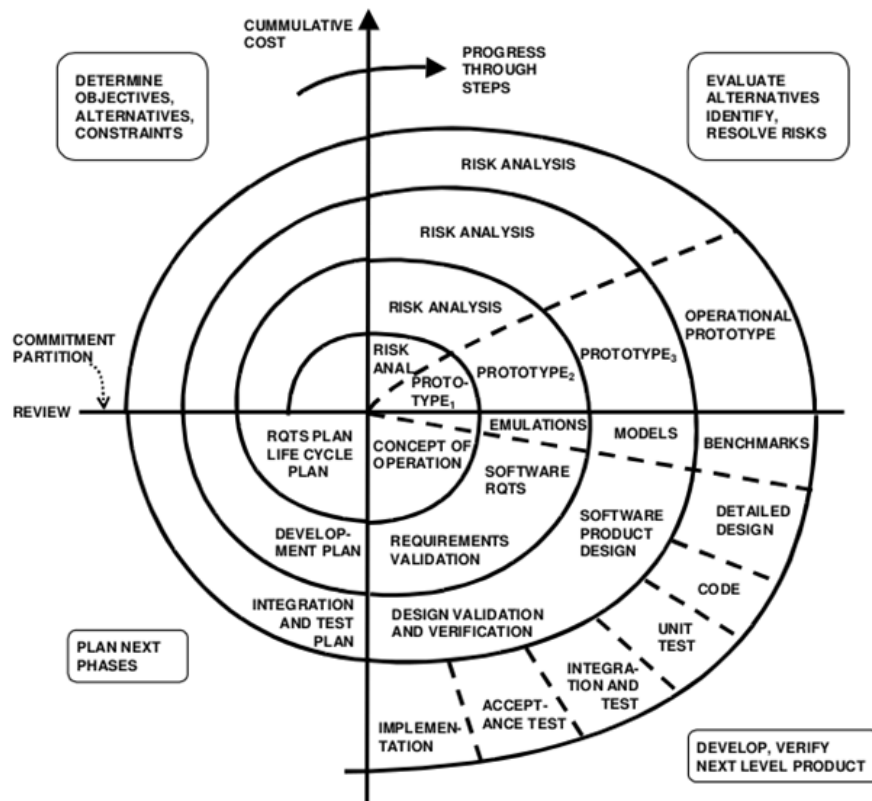 CUMMULATIVE
COST
PROGRESS
THROUGH
STEPS
DETERMINE
OBJECTIVES,
ALTERNATIVES,
CONSTRAINTS
EVALUATE
ALTERNATIVES
IDENTIFY,
RESOLVE RISKS
RISK ANALYSIS
RISK ANALYSIS
RISK ANALYSIS
RISK
ANAL
PROTO-
TYPE₁
PROTOTYPE₂
PROTOTYPE₃
OPERATIONAL
PROTOTYPE
COMMITMENT
PARTITION
REVIEW
EMULATIONS
MODELS
BENCHMARKS
RQTS PLAN
LIFE CYCLE
PLAN
CONCEPT OF
OPERATION
SOFTWARE
RQTS
SOFTWARE
PRODUCT
DESIGN
DETAILED
DESIGN
DEVELOP-
MENT PLAN
REQUIREMENTS
VALIDATION
CODE
INTEGRATION
AND TEST
PLAN
DESIGN VALIDATION
AND VERIFICATION
UNIT
TEST
PLAN NEXT
PHASES
INTEGRA-
TION AND
TEST
ACCEPT-
ANCE TEST
IMPLEMEN-
TATION
DEVELOP, VERIFY
NEXT LEVEL PRODUCT